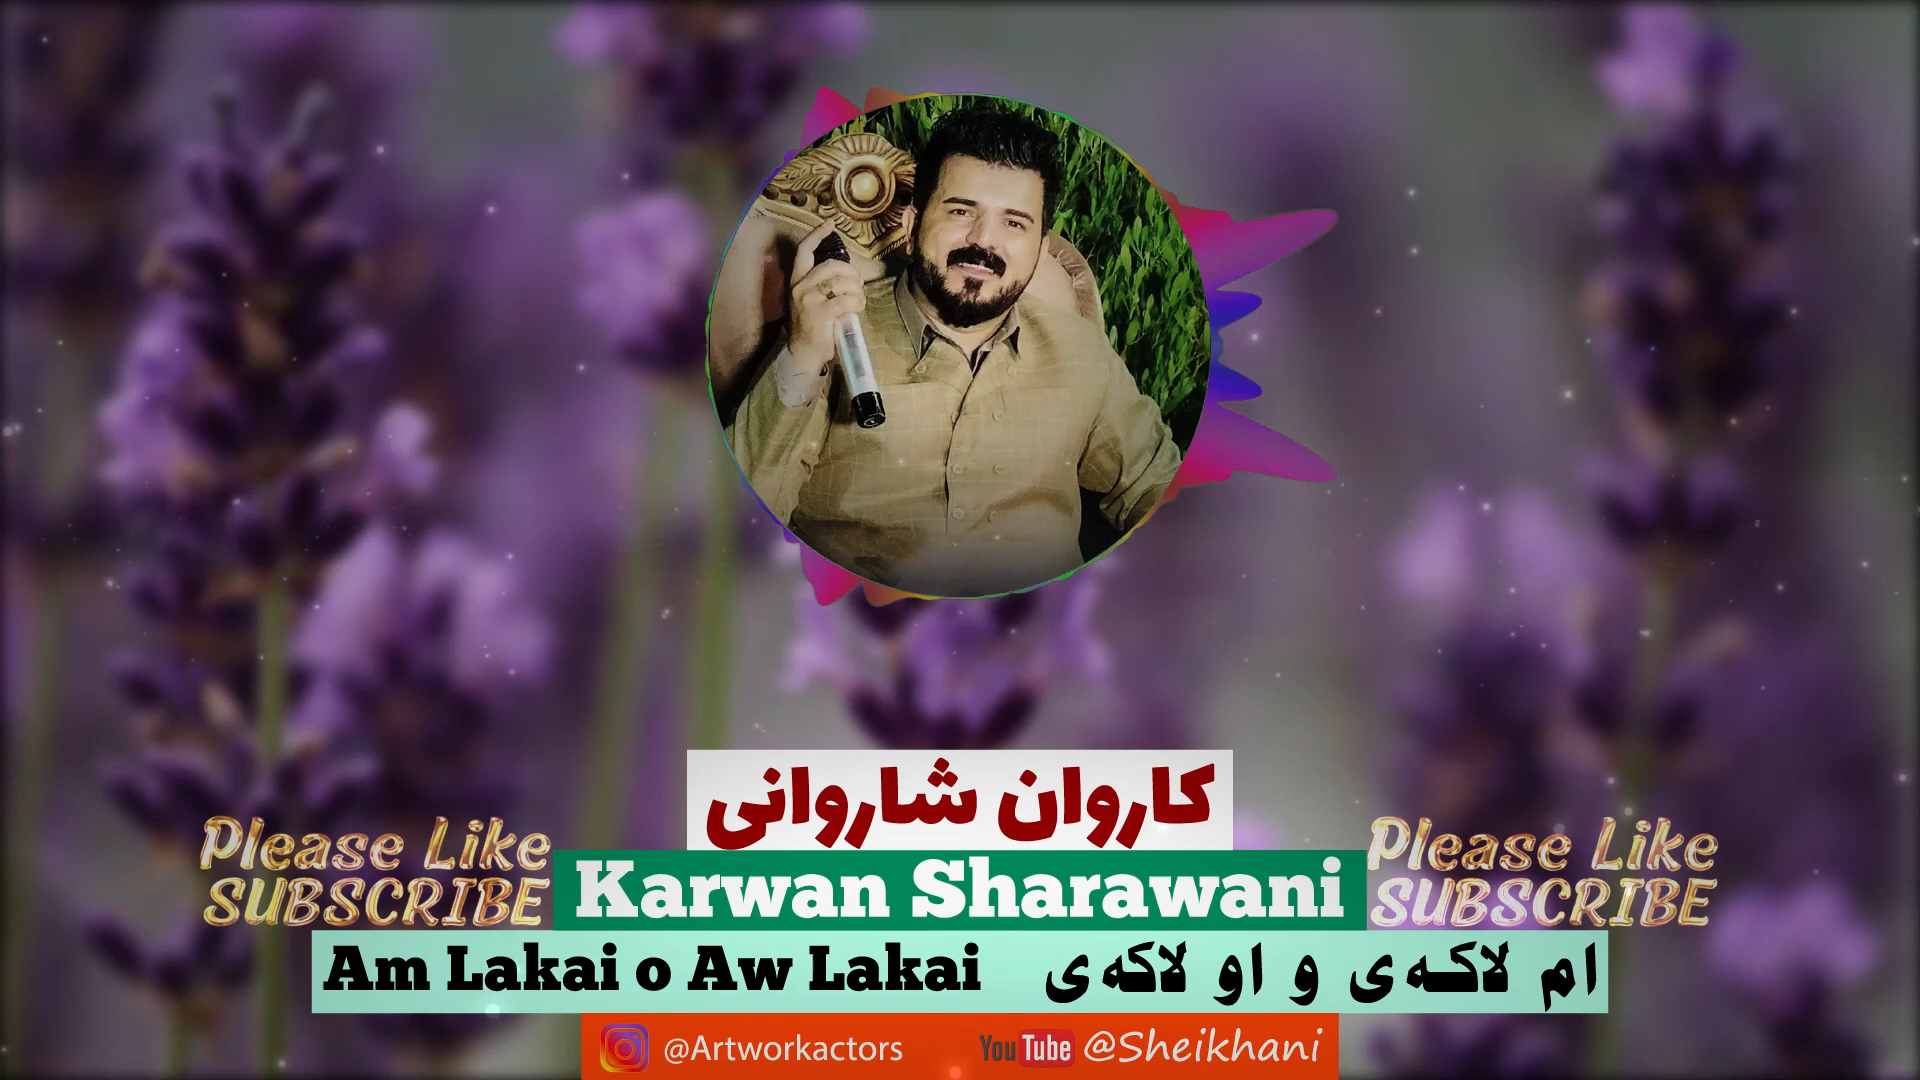 کاروان شاروانی
Karwan Sharawani
Please Like
SUBSCRIBE
Please Like
SUBSCRIBE
Am Lakai o Aw Lakai ام لاکەی و او لاکەی
@Artworkactors YouTube @Sheikhani